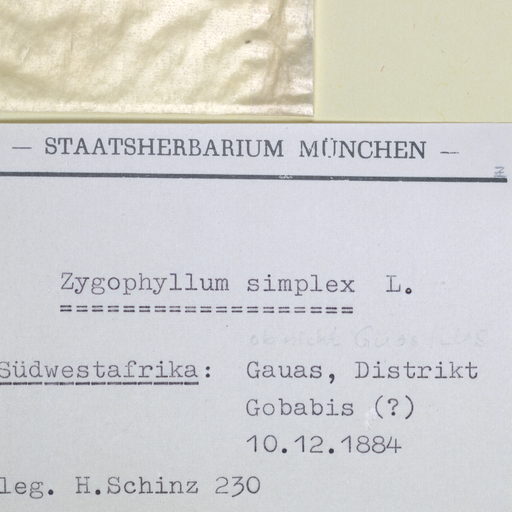 — STAATSHERBARIUM MÜNCHEN —
Zygophyllum simplex L.
Südwestafrika: Gauas, Distrikt
Gobabis (?)
10.12.1884
leg. H.Schinz 230